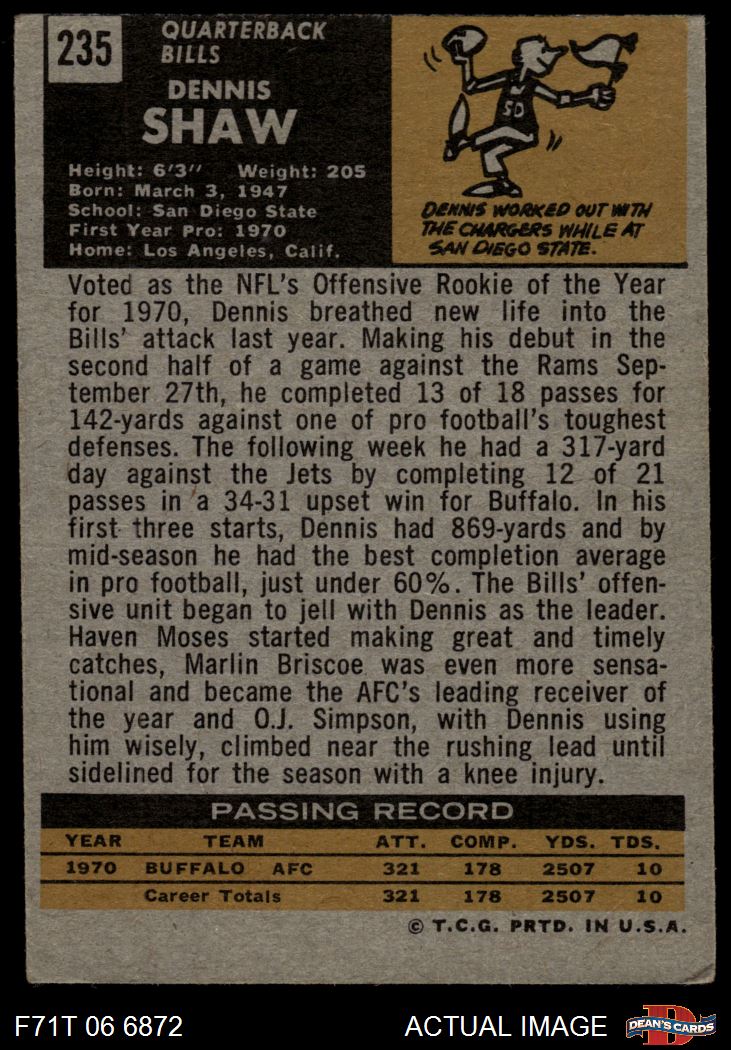 235
QUARTERBACK
BILLS
DENNIS
SHAW
Height: 6'3" Weight: 205
Born: March 3, 1947
School: San Diego State
First Year Pro: 1970
Home: Los Angeles, Calif.
SD
DENNIS WORKED OUT WITH
THE CHARGERS WHILE AT
SAN DIEGO STATE.
Voted as the NFL's Offensive Rookie of the Year
for 1970, Dennis breathed new life into the
Bills' attack last year. Making his debut in the
second half of a game against the Rams Sep-
tember 27th, he completed 13 of 18 passes for
142-yards against one of pro football's toughest
defenses. The following week he had a 317-yard
day against the Jets by completing 12 of 21
passes in a 34-31 upset win for Buffalo. In his
first three starts, Dennis had 869-yards and by
mid-season he had the best completion average
in pro football, just under 60%. The Bills' offen-
sive unit began to jell with Dennis as the leader.
Haven Moses started making great and timely
catches, Marlin Briscoe was even more sensa-
tional and became the AFC's leading receiver of
the year and O.J. Simpson, with Dennis using
him wisely, climbed near the rushing lead until
sidelined for the season with a knee injury.
PASSING RECORD
YEAR TEAM ATT. COMP. YDS. TDS.
1970 BUFFALO AFC 321 178 2507 10
Career Totals 321 178 2507 10
© T.C.G. PRTD. IN U.S.A.
F71T 06 6872 ACTUAL IMAGE
D
DEAN'S CARDS